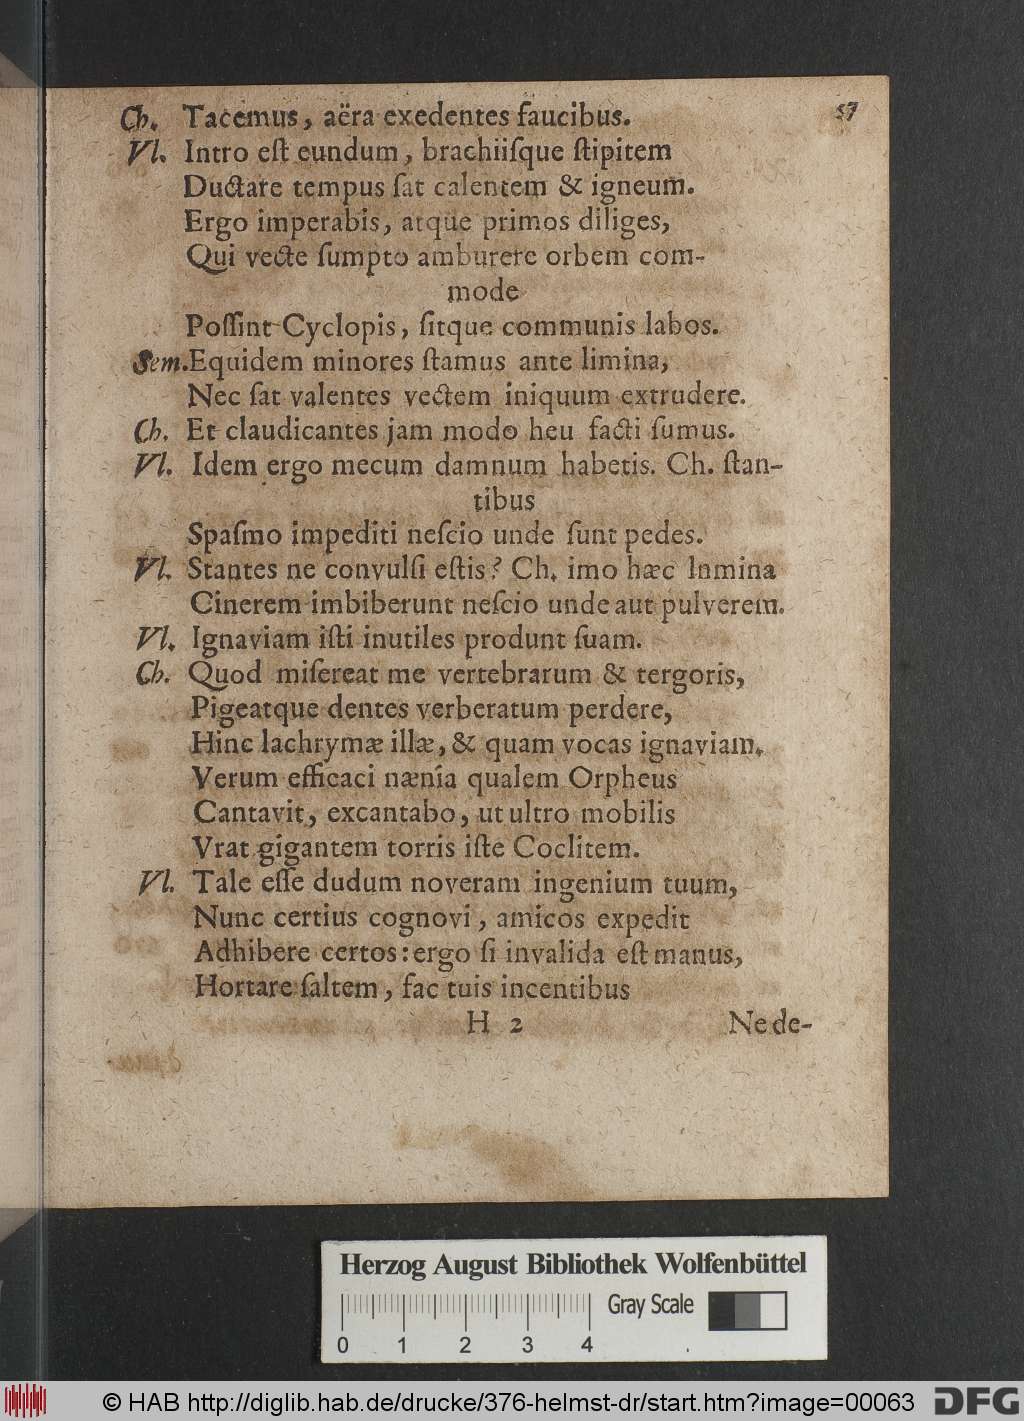 57
Ch. Tacemus, aëra exedentes faucibus.
Vl. Intro eſt eundum, brachiiſque ſtipitem
Ductare tempus ſat calentem & igneum.
Ergo imperabis, atque primos diliges,
Qui vecte ſumpto amburere orbem com-
mode
Poſſint Cyclopis, ſitque communis labos.
Sem. Equidem minores ſtamus ante limina,
Nec ſat valentes vectem iniquum extrudere.
Ch. Et claudicantes jam modo heu facti ſumus.
Vl. Idem ergo mecum damnum habetis. Ch. ſtan-
tibus
Spaſmo impediti neſcio unde ſunt pedes.
Vl. Stantes ne convulſi eſtis? Ch. imo hæc lnmina
Cinerem imbiberunt neſcio unde aut pulverem.
Vl. Ignaviam iſti inutiles produnt ſuam.
Ch. Quod miſereat me vertebrarum & tergoris,
Pigeatque dentes verberatum perdere,
Hinc lachrymæ illæ, & quam vocas ignaviam.
Verum efficaci nænía qualem Orpheus
Cantavit, excantabo, ut ultro mobilis
Vrat gigantem torris iſte Coclitem.
Vl. Tale eſſe dudum noveram ingenium tuum,
Nunc certius cognovi, amicos expedit
Adhibere certos: ergo ſi invalida eſt manus,
Hortare ſaltem, fac tuis incentibus
H 2 Ne de-
Herzog August Bibliothek Wolfenbüttel
Gray Scale
0 1 2 3 4
© HAB http://diglib.hab.de/drucke/376-helmst-dr/start.htm?image=00063
DFG